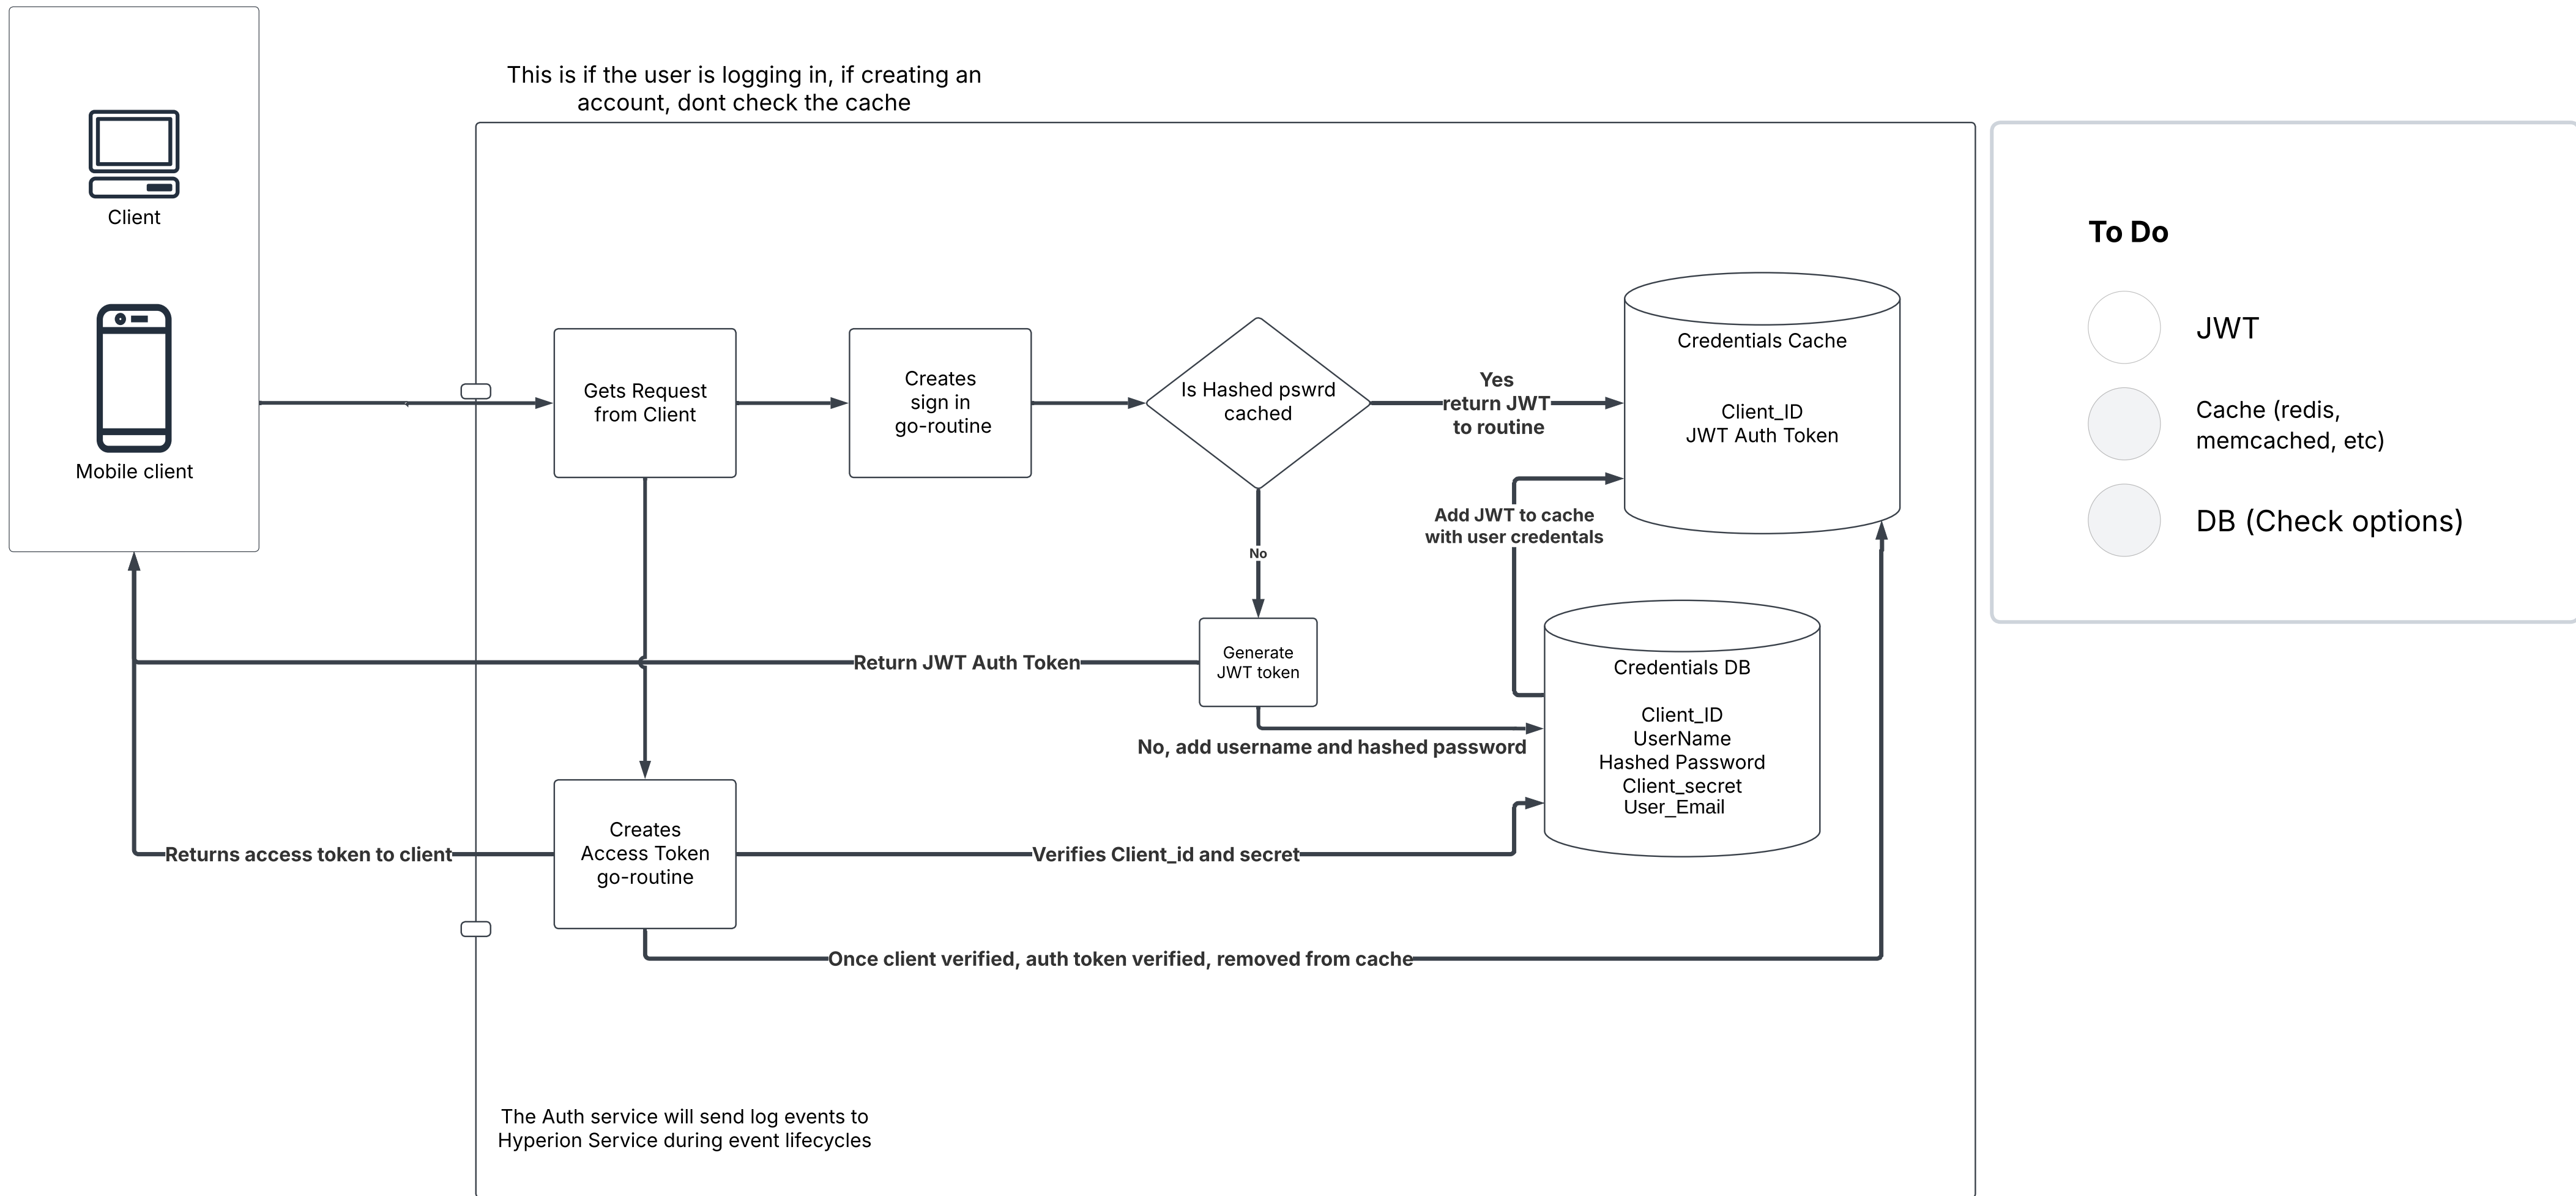 This is if the user is logging in, if creating an
account, dont check the cache
Client
Mobile client
Gets Request
from Client
Creates
sign in
go-routine
Is Hashed pswrd
cached
Yes
return JWT
to routine
Credentials Cache
Client_ID
JWT Auth Token
To Do
JWT
Cache (redis,
memcached, etc)
DB (Check options)
Add JWT to cache
with user credentals
No
Generate
JWT token
Return JWT Auth Token
No, add username and hashed password
Credentials DB
Client_ID
UserName
Hashed Password
Client_secret
User_Email
Creates
Access Token
go-routine
Returns access token to client
Verifies Client_id and secret
Once client verified, auth token verified, removed from cache
The Auth service will send log events to
Hyperion Service during event lifecycles